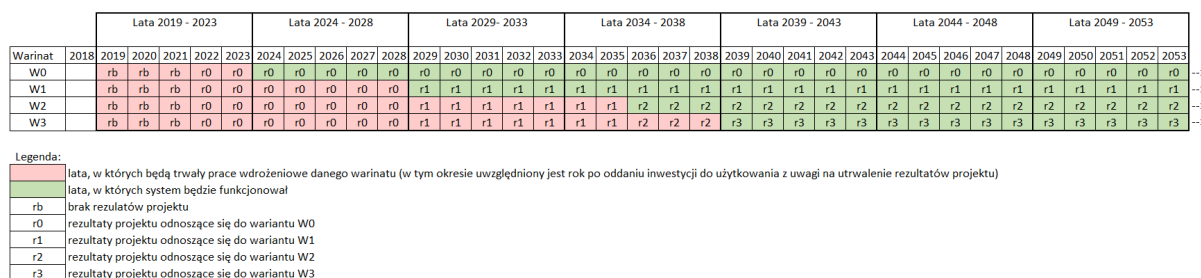 Lata 2019 - 2023 Lata 2024 - 2028 Lata 2029- 2033 Lata 2034 - 2038 Lata 2039 - 2043 Lata 2044 - 2048 Lata 2049 - 2053
Warinat 2018 2019 2020 2021 2022 2023 2024 2025 2026 2027 2028 2029 2030 2031 2032 2033 2034 2035 2036 2037 2038 2039 2040 2041 2042 2043 2044 2045 2046 2047 2048 2049 2050 2051 2052 2053
W0 rb rb rb r0 r0 r0 r0 r0 r0 r0 r0 r0 r0 r0 r0 r0 r0 r0 r0 r0 r0 r0 r0 r0 r0 r0 r0 r0 r0 r0 r0 r0 r0 r0 r0
W1 rb rb rb r0 r0 r0 r0 r0 r0 r0 r1 r1 r1 r1 r1 r1 r1 r1 r1 r1 r1 r1 r1 r1 r1 r1 r1 r1 r1 r1 r1 r1 r1 r1 r1
W2 rb rb rb r0 r0 r0 r0 r0 r0 r0 r1 r1 r1 r1 r1 r1 r1 r2 r2 r2 r2 r2 r2 r2 r2 r2 r2 r2 r2 r2 r2 r2 r2 r2 r2
W3 rb rb rb r0 r0 r0 r0 r0 r0 r0 r1 r1 r1 r1 r1 r1 r1 r2 r2 r2 r3 r3 r3 r3 r3 r3 r3 r3 r3 r3 r3 r3 r3 r3 r3
Legenda:
lata, w których będą trwały prace wdrożeniowe danego warinatu (w tym okresie uwzględniony jest rok po oddaniu inwestycji do użytkowania z uwagi na utrwalenie rezultatów projektu)
lata, w których system będzie funkcjonował
rb brak rezulatów projektu
r0 rezultaty projektu odnoszące się do wariantu W0
r1 rezultaty projektu odnoszące się do wariantu W1
r2 rezultaty projektu odnoszące się do wariantu W2
r3 rezultaty projektu odnoszące się do wariantu W3